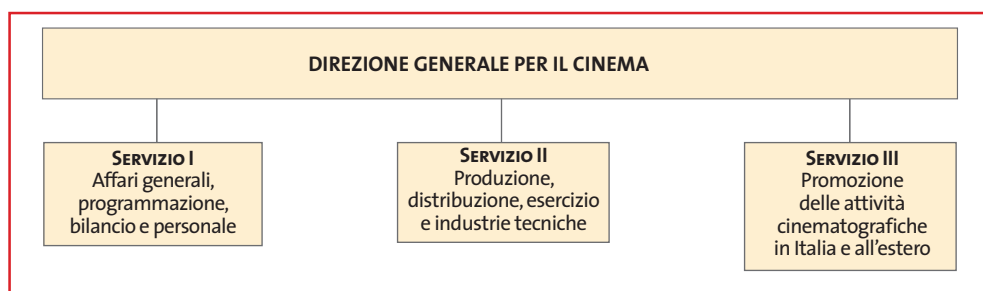 DIREZIONE GENERALE PER IL CINEMA
SERVIZIO I
Affari generali,
programmazione,
bilancio e personale
SERVIZIO II
Produzione,
distribuzione, esercizio
e industrie tecniche
SERVIZIO III
Promozione
delle attività
cinematografiche
in Italia e all'estero